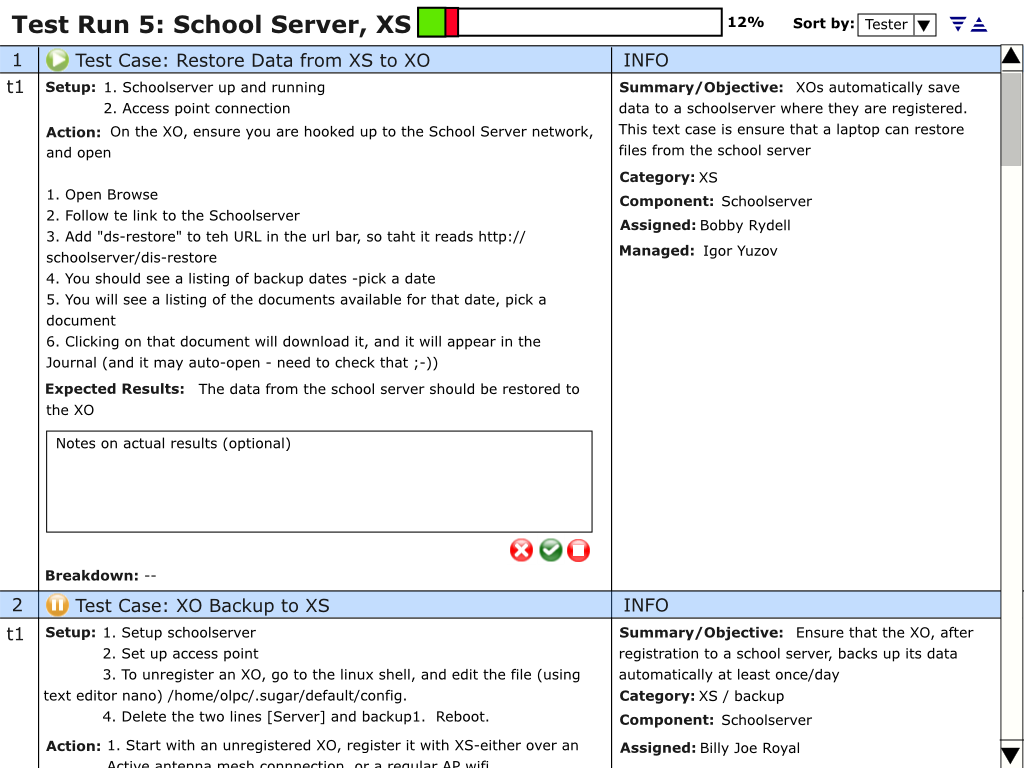 Test Run 5: School Server, XS 12% Sort by: Tester
1 Test Case: Restore Data from XS to XO INFO
t1
Setup: 1. Schoolserver up and running
2. Access point connection
Action: On the XO, ensure you are hooked up to the School Server network,
and open
1. Open Browse
2. Follow te link to the Schoolserver
3. Add "ds-restore" to teh URL in the url bar, so taht it reads http://
schoolserver/dis-restore
4. You should see a listing of backup dates -pick a date
5. You will see a listing of the documents available for that date, pick a
document
6. Clicking on that document will download it, and it will appear in the
Journal (and it may auto-open - need to check that ;-))
Expected Results: The data from the school server should be restored to
the XO
Notes on actual results (optional)
Breakdown: --
Summary/Objective: XOs automatically save
data to a schoolserver where they are registered.
This text case is ensure that a laptop can restore
files from the school server
Category: XS
Component: Schoolserver
Assigned: Bobby Rydell
Managed: Igor Yuzov
2 Test Case: XO Backup to XS INFO
t1
Setup: 1. Setup schoolserver
2. Set up access point
3. To unregister an XO, go to the linux shell, and edit the file (using
text editor nano) /home/olpc/.sugar/default/config.
4. Delete the two lines [Server] and backup1. Reboot.
Action: 1. Start with an unregistered XO, register it with XS-either over an
Active antenna mesh connnection, or a regular AP wifi
Summary/Objective: Ensure that the XO, after
registration to a school server, backs up its data
automatically at least once/day
Category: XS / backup
Component: Schoolserver
Assigned: Billy Joe Royal